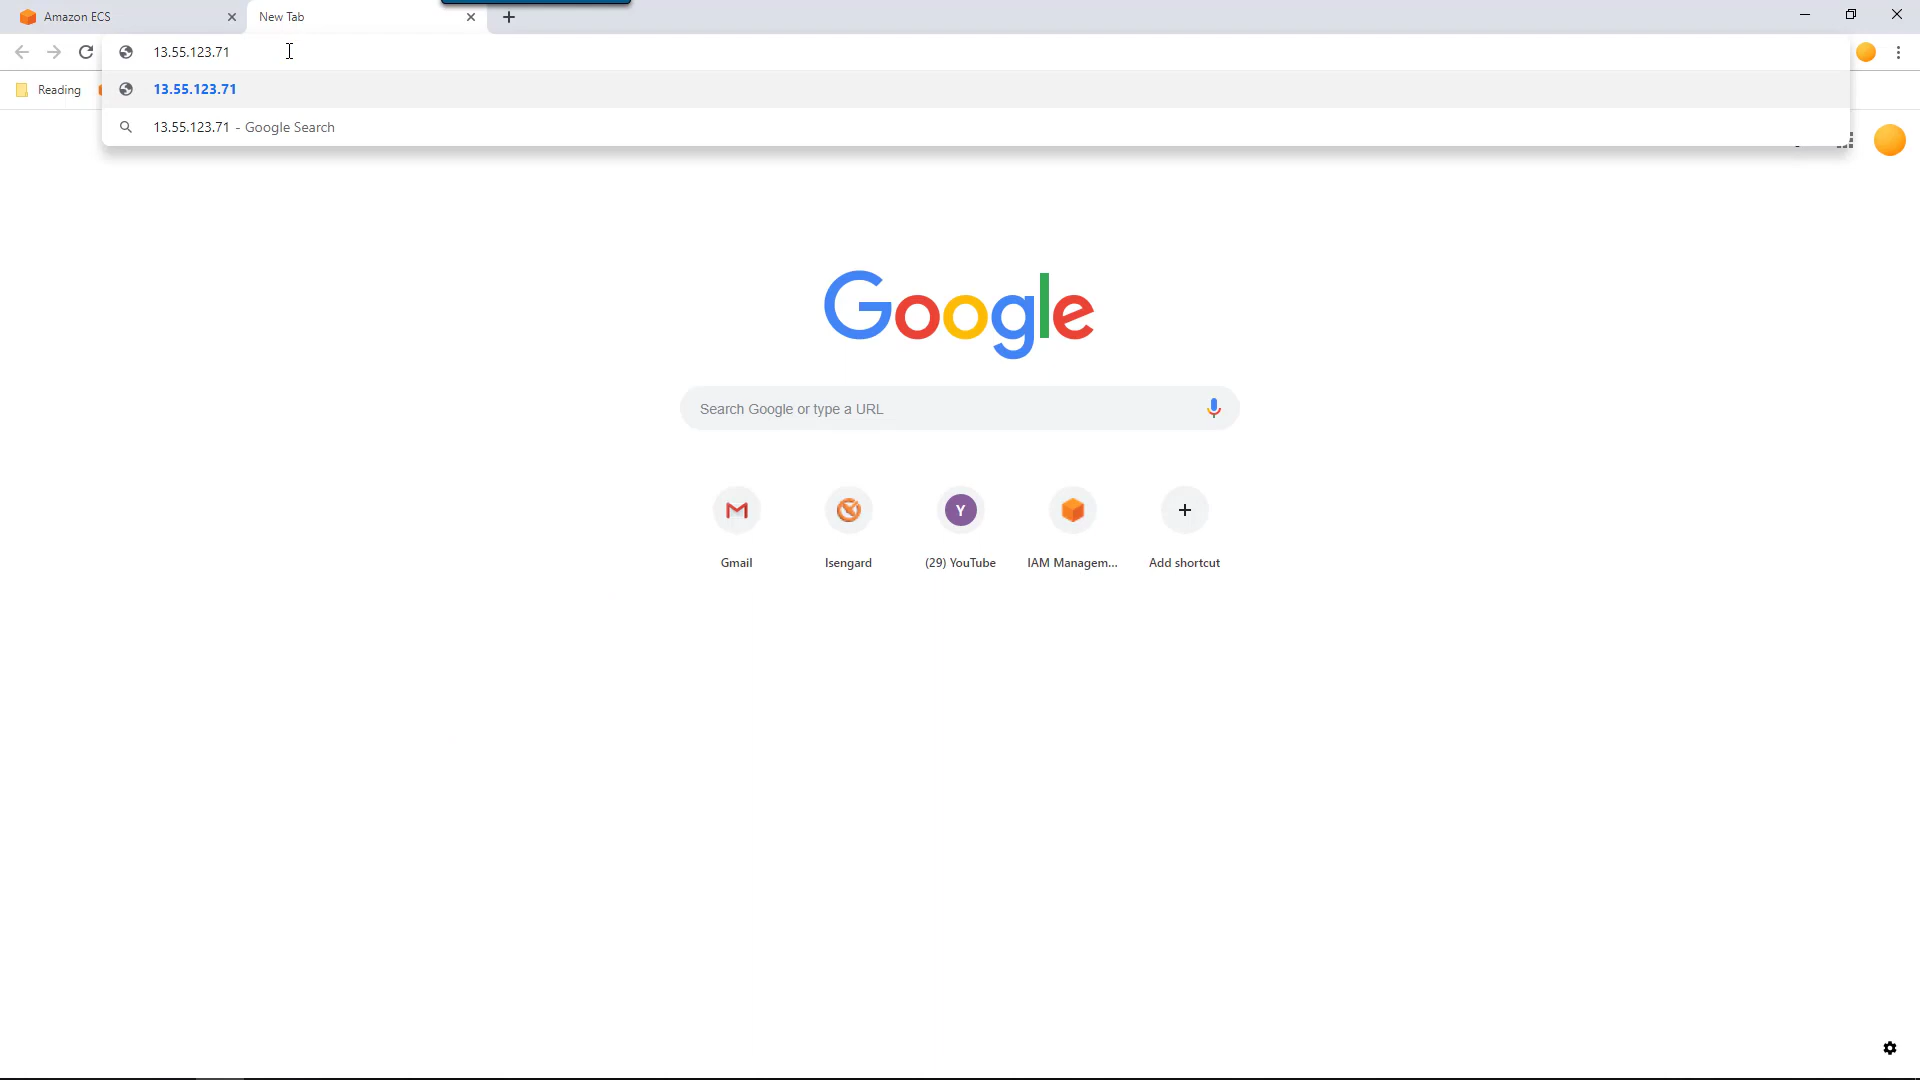 Amazon ECS
New Tab
13.55.123.71
Reading
13.55.123.71
13.55.123.71 - Google Search
Google
Search Google or type a URL
Y
Gmail
Isengard
(29) YouTube
IAM Managem...
Add shortcut